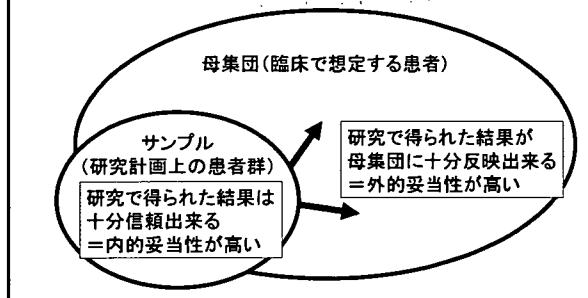 母集団(臨床で想定する患者)
サンプル
(研究計画上の患者群)
研究で得られた結果は
十分信頼出来る
＝内的妥当性が高い
研究で得られた結果が
母集団に十分反映出来る
＝外的妥当性が高い